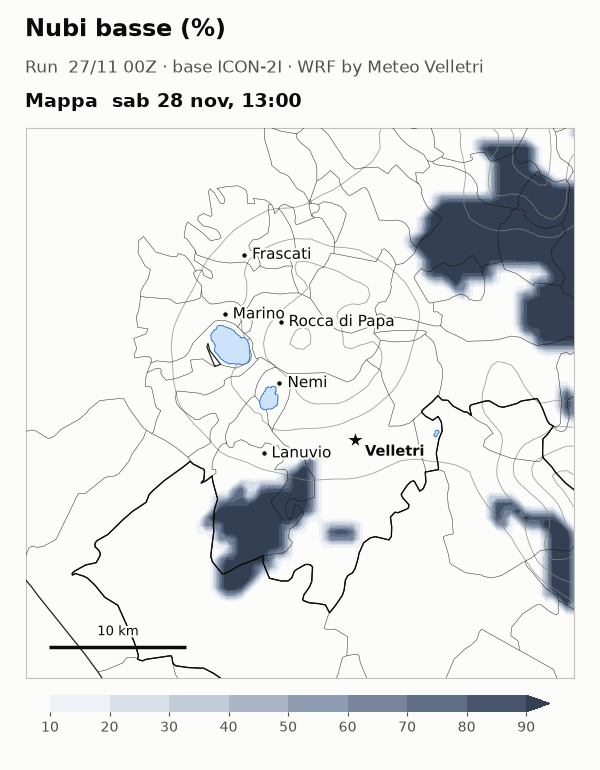 Nubi basse (%)
Run  27/11 00Z · base ICON-2I · WRF by Meteo Velletri
Mappa  sab 28 nov, 13:00
Frascati
Marino
Rocca di Papa
Nemi
Velletri
Lanuvio
10 km
10 20 30 40 50 60 70 80 90